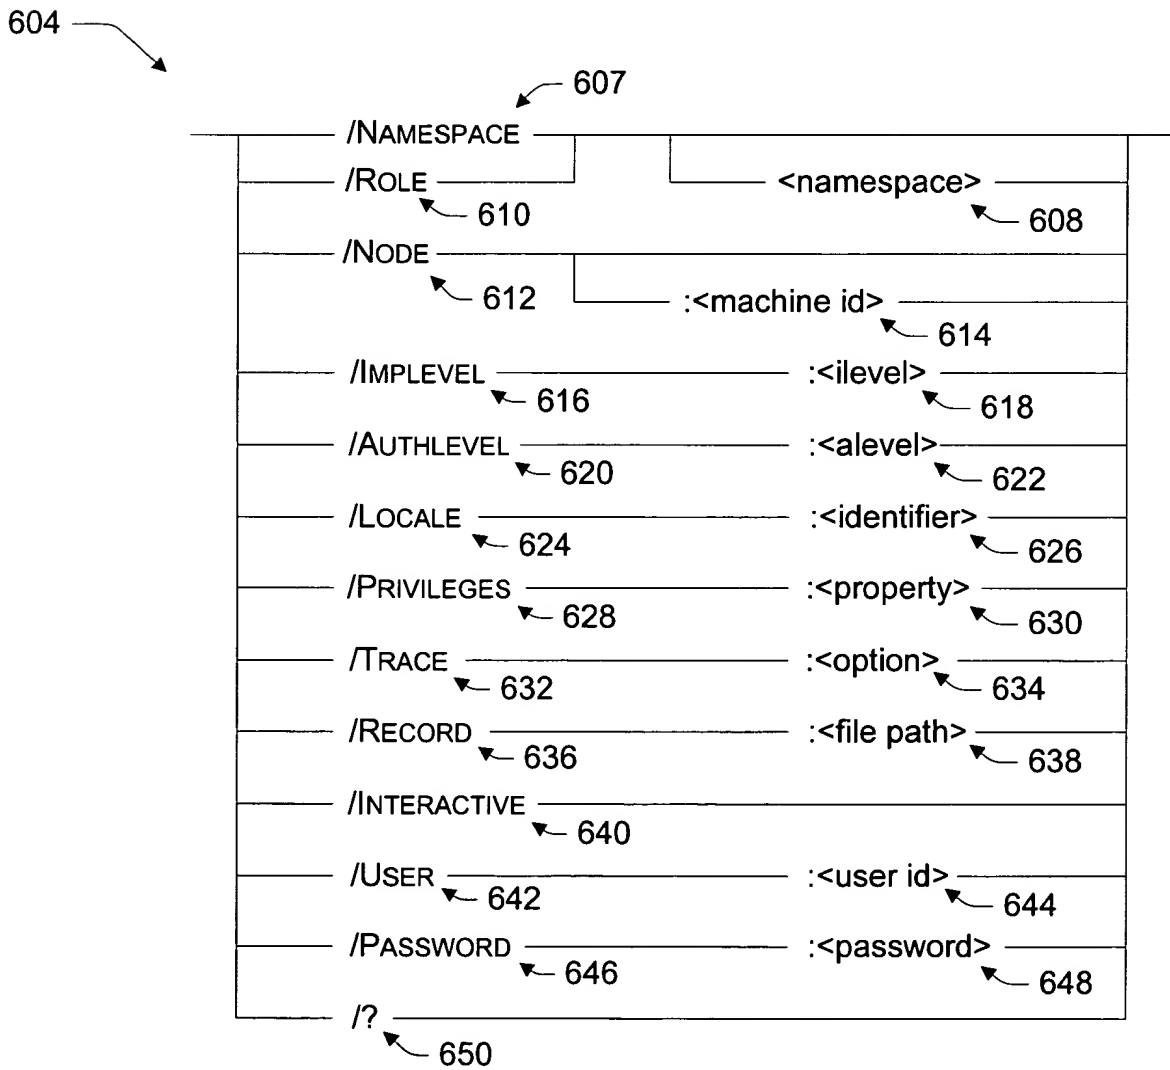 604
607
/NAMESPACE
/ROLE <namespace>
610 608
/NODE
612 :<machine id>
614
/IMPLEVEL :<ilevel>
616 618
/AUTHLEVEL :<alevel>
620 622
/LOCALE :<identifier>
624 626
/PRIVILEGES :<property>
628 630
/TRACE :<option>
632 634
/RECORD :<file path>
636 638
/INTERACTIVE
640
/USER :<user id>
642 644
/PASSWORD :<password>
646 648
/?
650